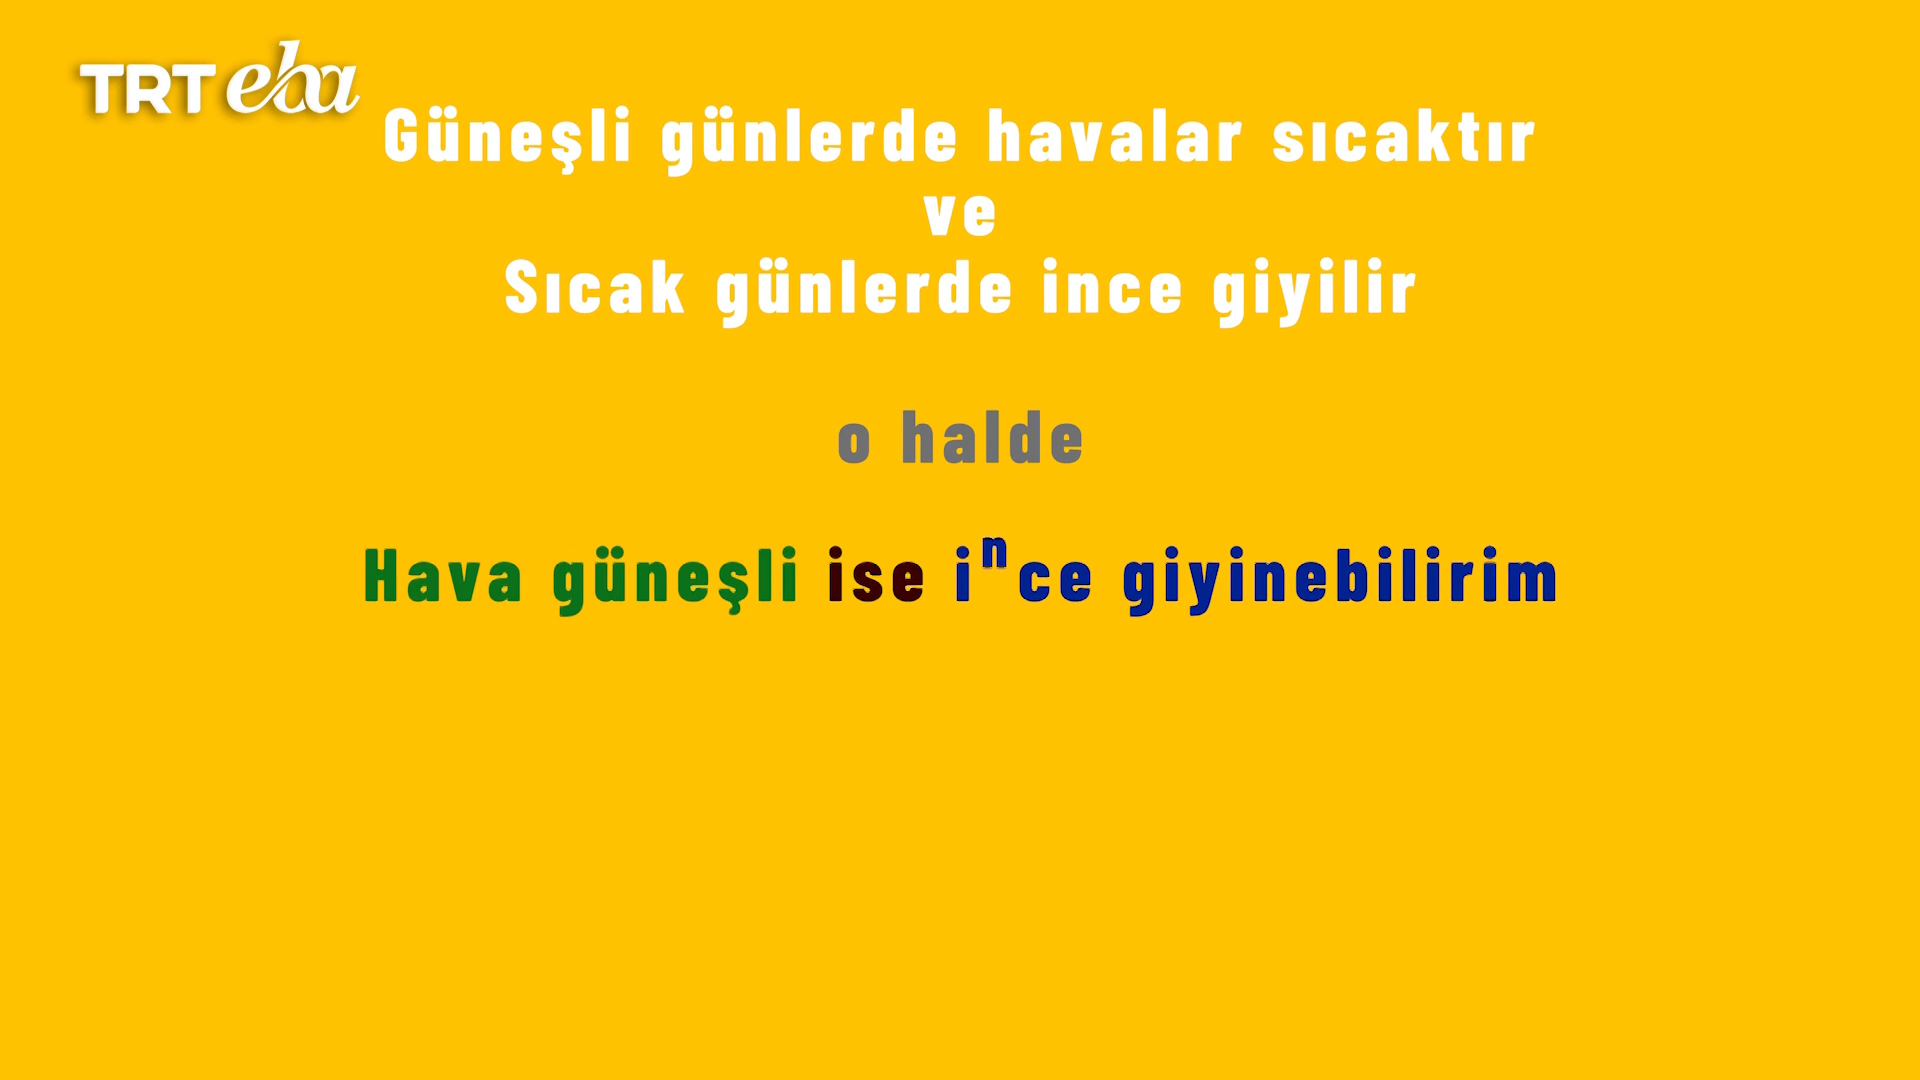 TRT eba
Güneşli günlerde havalar sıcaktır
ve
Sıcak günlerde ince giyilir
o halde
Hava güneşli ise ince giyinebilirim